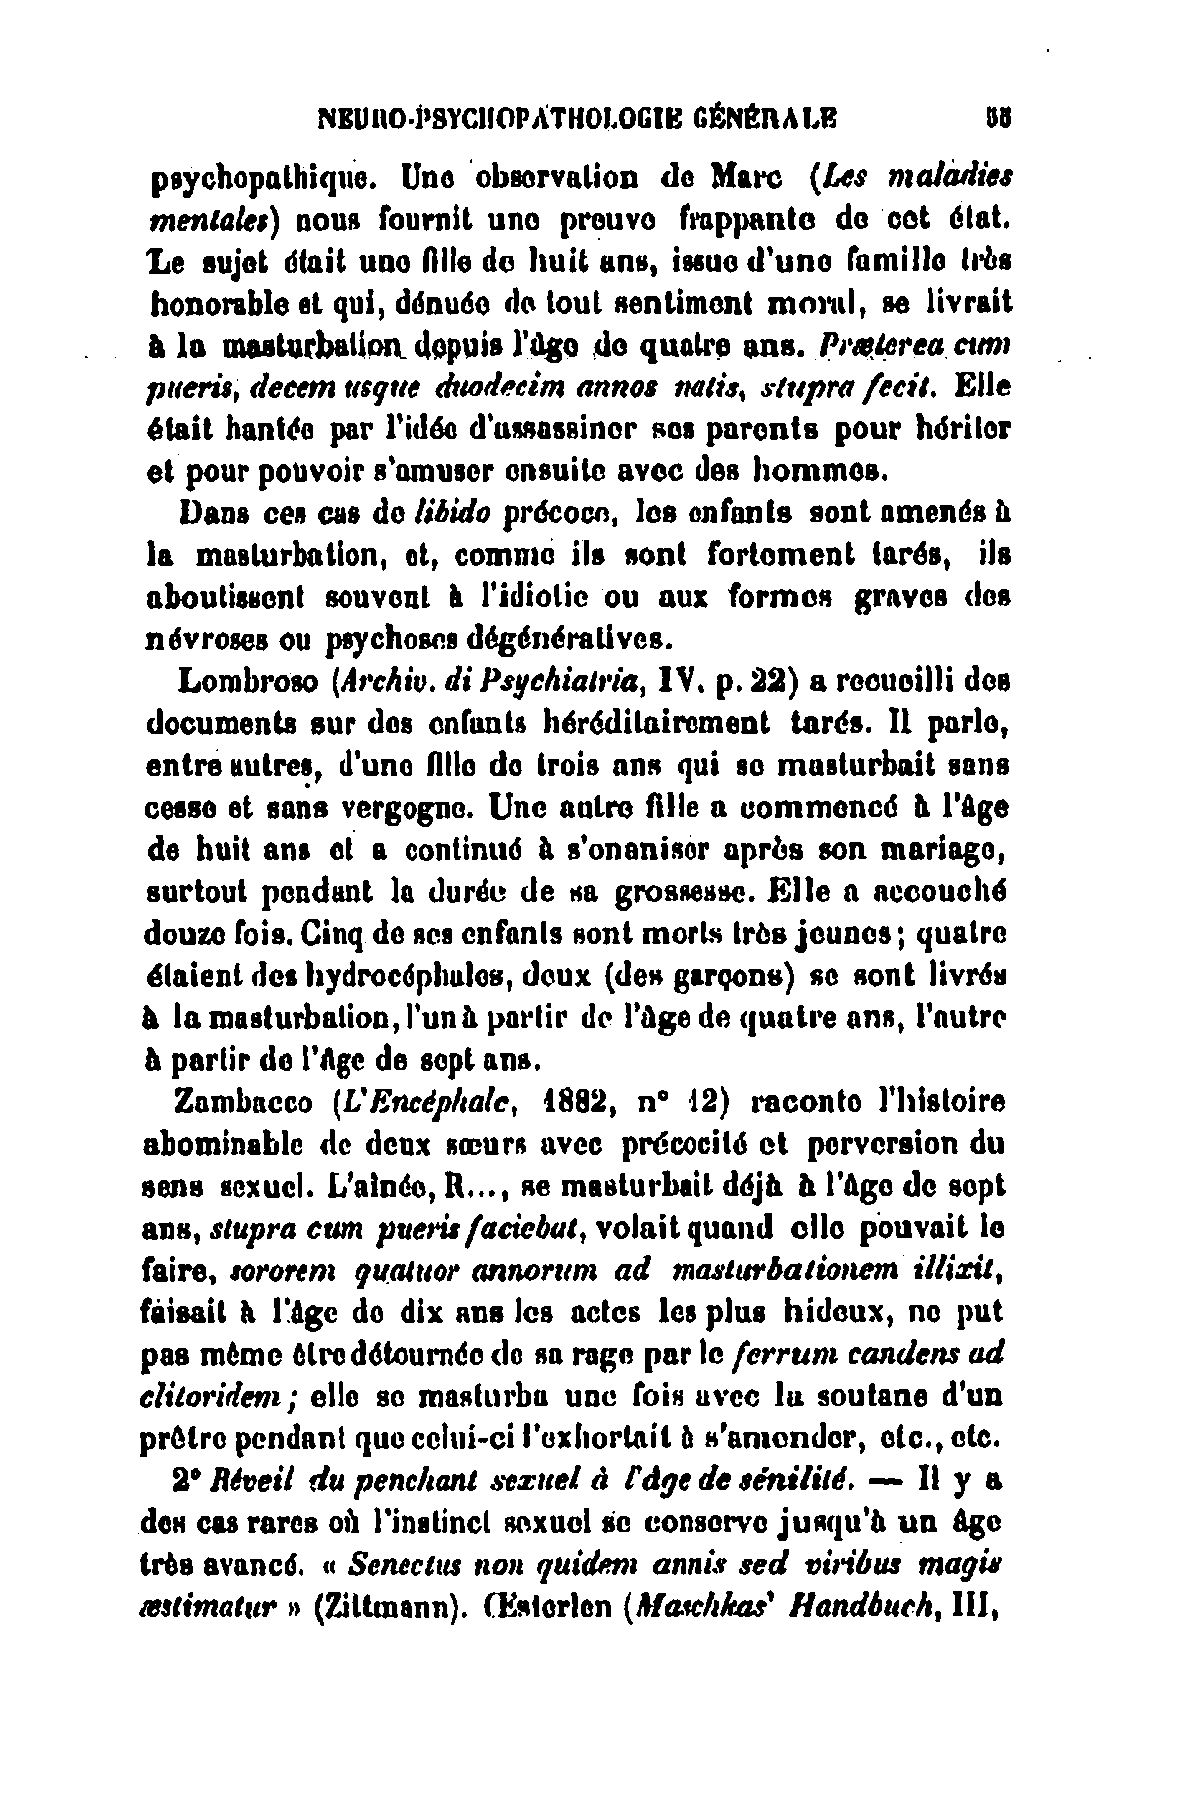 NEURO-PSYCHOPATHOLOGIE GÉNÉRALE 55
psychopathique. Une observation de Marc (Les maladies
mentales) nous fournit une preuve frappante de cet état.
Le sujet était une fille de huit ans, issue d'une famille très
honorable et qui, dénuée de tout sentiment moral, se livrait
à la masturbation depuis l'âge de quatre ans. Præterea cum
pueris, decem usque duodecim annos natis, stupra fecit. Elle
était hantée par l'idée d'assassiner ses parents pour hériter
et pour pouvoir s'amuser ensuite avec des hommes.
Dans ces cas de libido précoce, les enfants sont amenés à
la masturbation, et, comme ils sont fortement tarés, ils
aboutissent souvent à l'idiotie ou aux formes graves des
névroses ou psychoses dégénératives.
Lombroso (Archiv. di Psychiatria, IV. p. 22) a recueilli des
documents sur des enfants héréditairement tarés. Il parle,
entre autres, d'une fille de trois ans qui se masturbait sans
cesse et sans vergogne. Une autre fille a commencé à l'âge
de huit ans et a continué à s'onaniser après son mariage,
surtout pendant la durée de sa grossesse. Elle a accouché
douze fois. Cinq de ses enfants sont morts très jeunes ; quatre
étaient des hydrocéphales, deux (des garçons) se sont livrés
à la masturbation, l'un à partir de l'âge de quatre ans, l'autre
à partir de l'âge de sept ans.
Zambacco (L'Encéphale, 1882, n° 12) raconte l'histoire
abominable de deux sœurs avec précocité et perversion du
sens sexuel. L'aînée, R..., se masturbait déjà à l'âge de sept
ans, stupra cum pueris faciebat, volait quand elle pouvait le
faire, sororem quatuor annorum ad masturbationem illixit,
faisait à l'âge de dix ans les actes les plus hideux, ne put
pas même être détournée de sa rage par le ferrum candens ad
clitoridem ; elle se masturba une fois avec la soutane d'un
prêtre pendant que celui-ci l'exhortait à s'amender, etc., etc.
2° Réveil du penchant sexuel à l'âge de sénilité. — Il y a
des cas rares où l'instinct sexuel se conserve jusqu'à un âge
très avancé. « Senectus non quidem annis sed viribus magis
æstimatur » (Zittmann). Œsterlen (Maschkas' Handbuch, III,